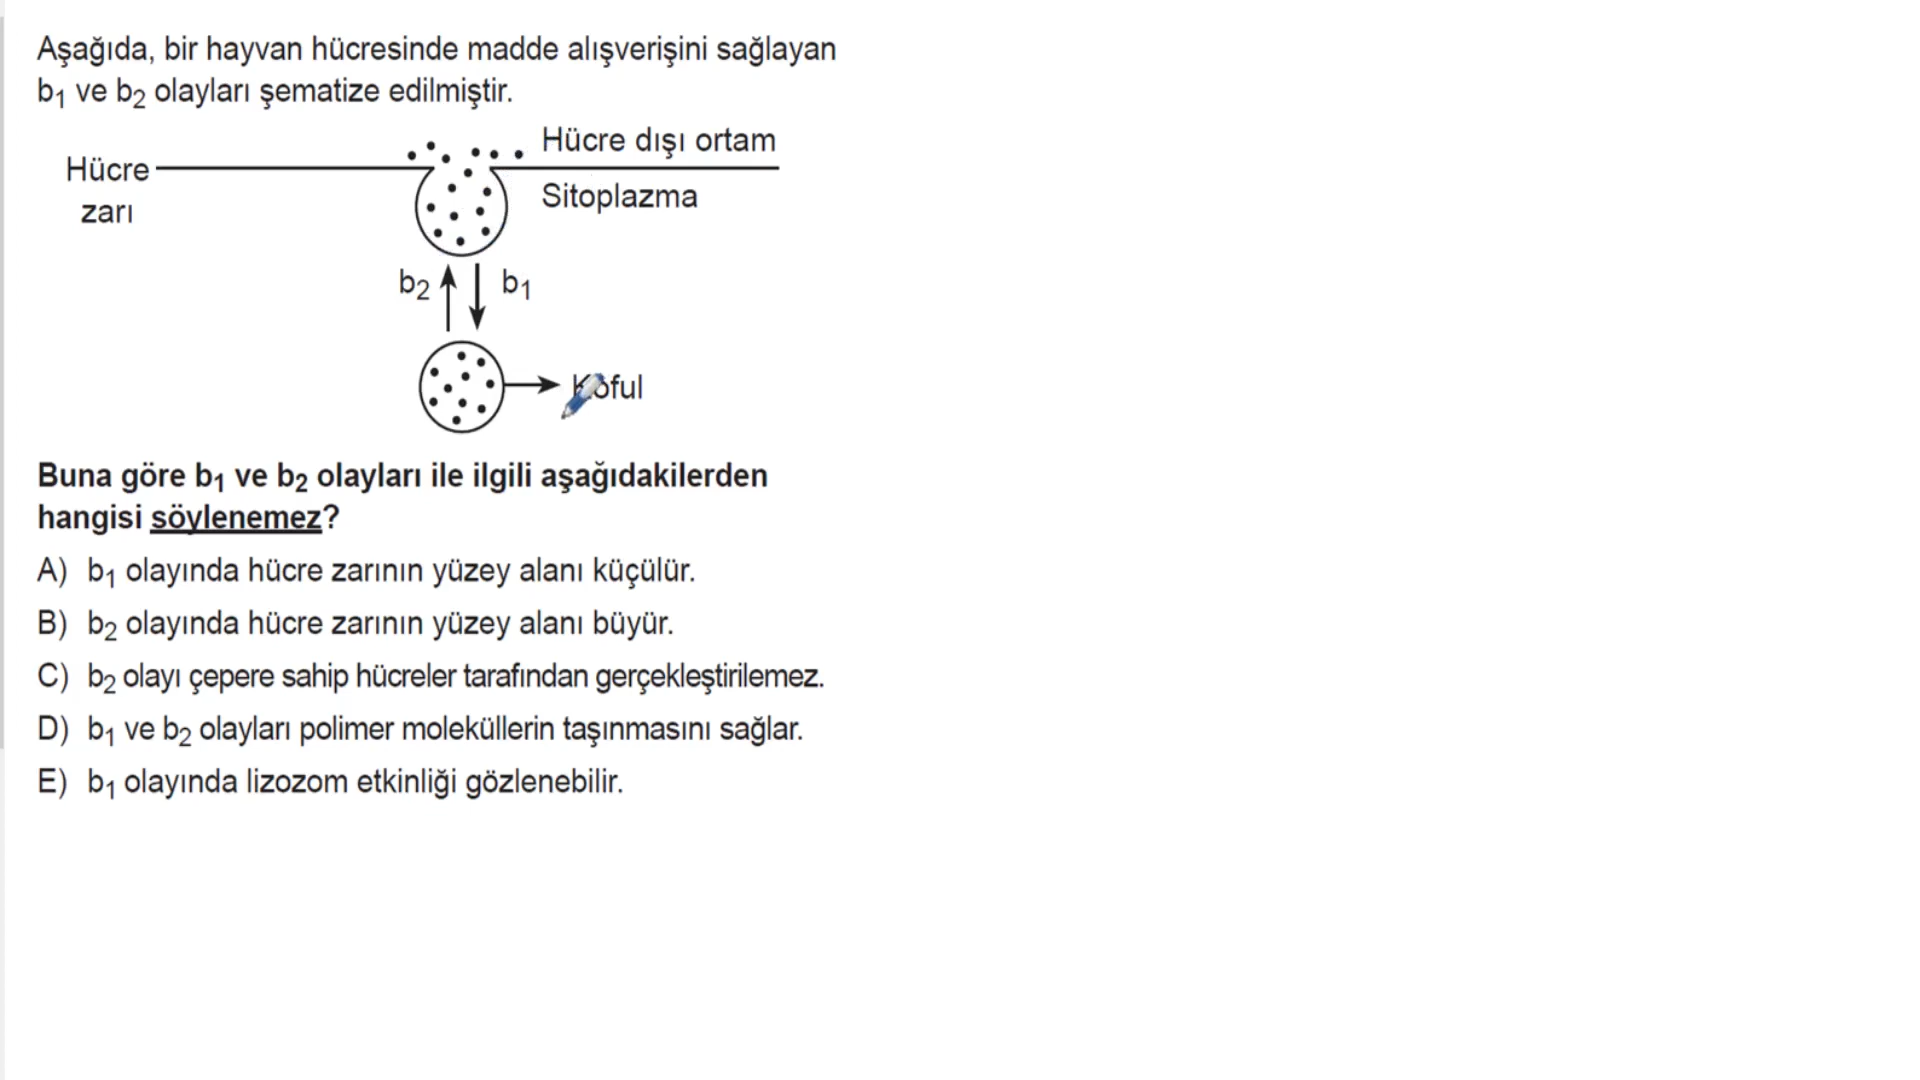 Aşağıda, bir hayvan hücresinde madde alışverişini sağlayan
b₁ ve b₂ olayları şematize edilmiştir.
Hücre dışı ortam
Hücre
zarı
Sitoplazma
b₂ b₁
Koful
Buna göre b₁ ve b₂ olayları ile ilgili aşağıdakilerden
hangisi söylenemez?
A) b₁ olayında hücre zarının yüzey alanı küçülür.
B) b₂ olayında hücre zarının yüzey alanı büyür.
C) b₂ olayı çepere sahip hücreler tarafından gerçekleştirilemez.
D) b₁ ve b₂ olayları polimer moleküllerin taşınmasını sağlar.
E) b₁ olayında lizozom etkinliği gözlenebilir.